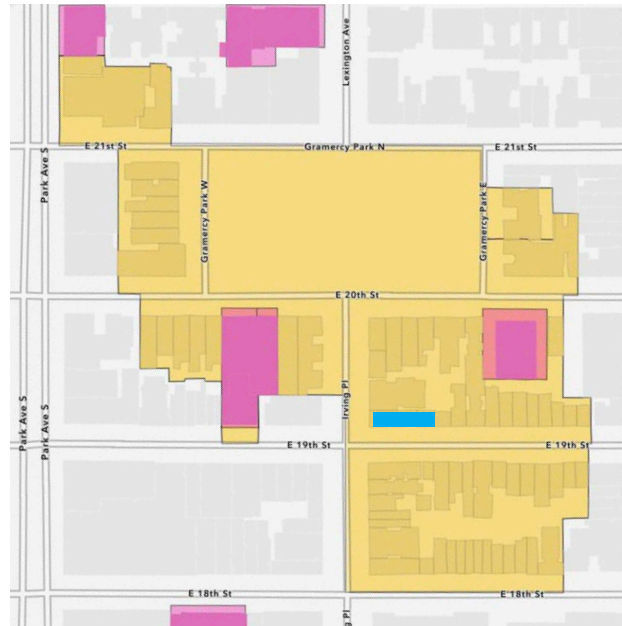 Lexington Ave
E 21st St
Gramercy Park N
E 21st St
Park Ave S
Gramercy Park W
Gramercy Park E
E 20th St
Irving Pl
Park Ave S
Park Ave S
E 19th St
E 19th St
E 18th St
E 18th St
Pl